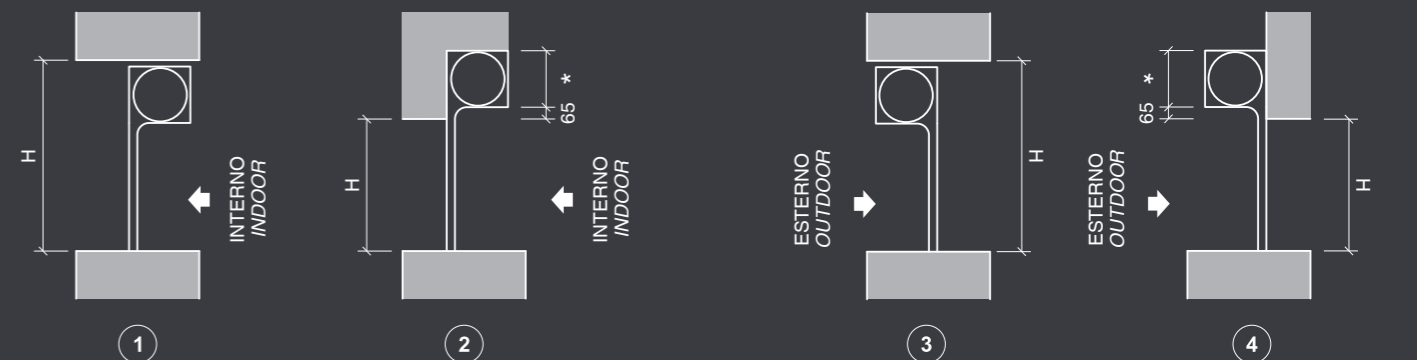 H
INTERNO
INDOOR
1
H
65 *
INTERNO
INDOOR
2
ESTERNO
OUTDOOR
H
3
65 *
ESTERNO
OUTDOOR
H
4